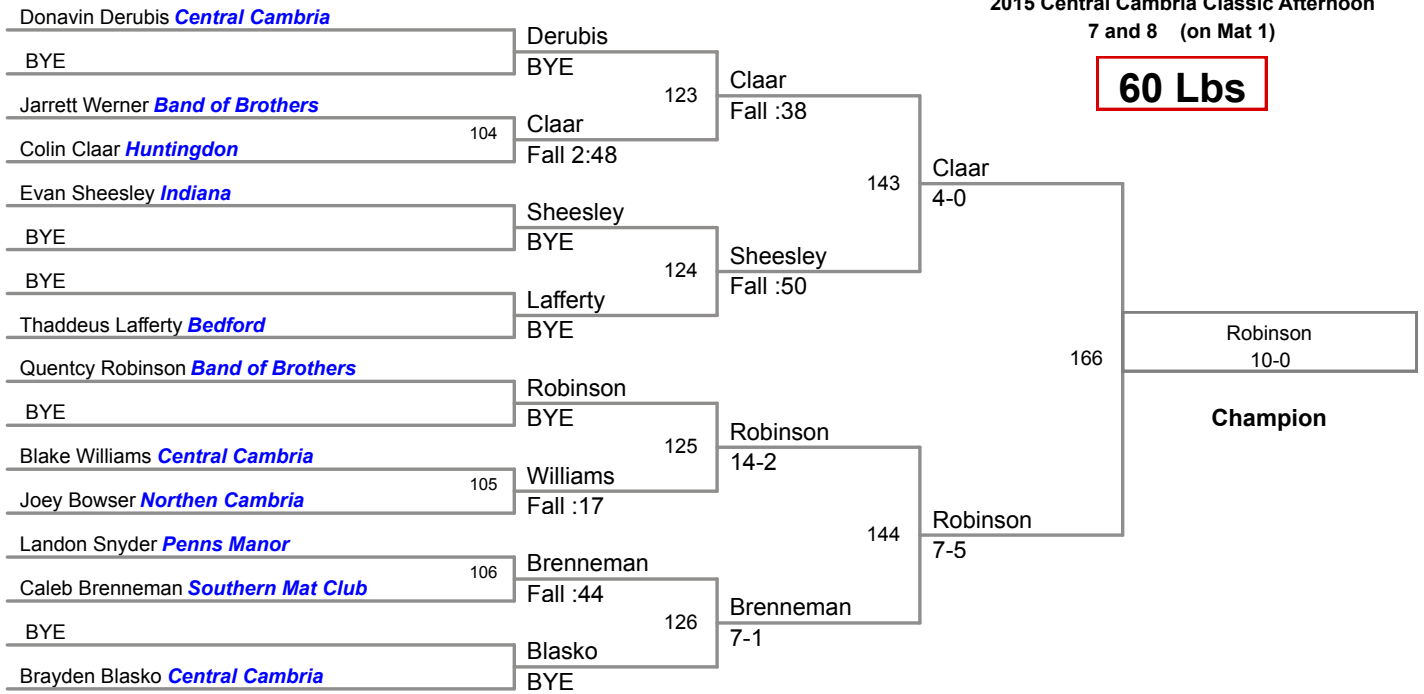 2015 Central Cambria Classic Afternoon
7 and 8 (on Mat 1)
60 Lbs
Donavin Derubis Central Cambria
BYE
Jarrett Werner Band of Brothers
104
Colin Claar Huntingdon
Evan Sheesley Indiana
BYE
BYE
Thaddeus Lafferty Bedford
Quentcy Robinson Band of Brothers
BYE
Blake Williams Central Cambria
105
Joey Bowser Northen Cambria
Landon Snyder Penns Manor
106
Caleb Brenneman Southern Mat Club
BYE
Brayden Blasko Central Cambria
Derubis
BYE
123
Claar
Fall 2:48
Sheesley
BYE
124
Lafferty
BYE
Robinson
BYE
125
Williams
Fall :17
Brenneman
Fall :44
126
Blasko
BYE
Claar
Fall :38
143
Sheesley
Fall :50
Robinson
14-2
144
Brenneman
7-1
Claar
4-0
166
Robinson
7-5
Robinson
10-0
Champion